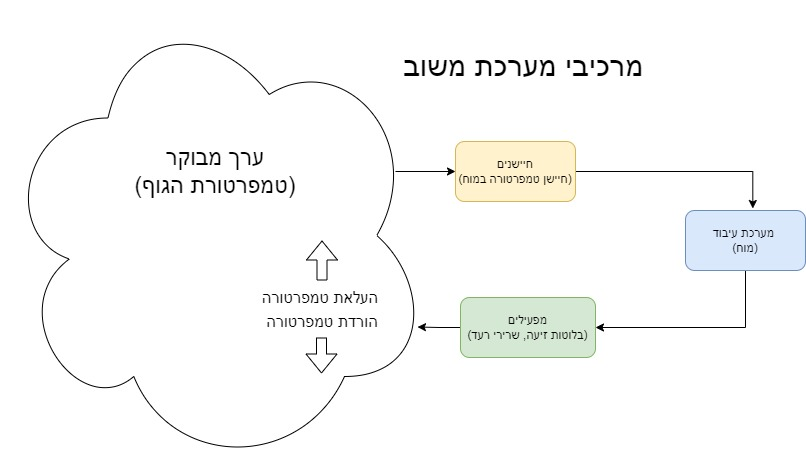 מרכיבי מערכת משוב
ערך מבוקר
(טמפרטורת הגוף)
חיישנים
(חיישן טמפרטורה במוח)
מערכת עיבוד
(מוח)
מפעילים
(בלוטות זיעה, שרירי רעד)
העלאת טמפרטורה
הורדת טמפרטורה